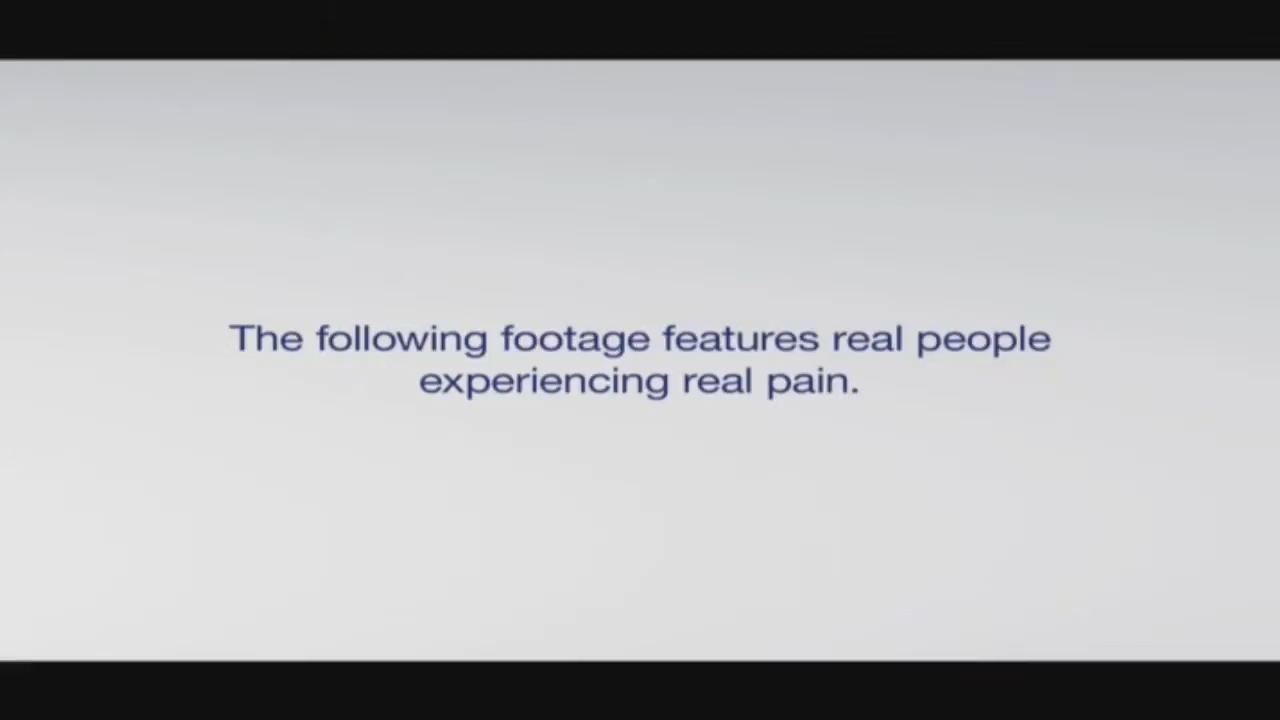 The following footage features real people
experiencing real pain.